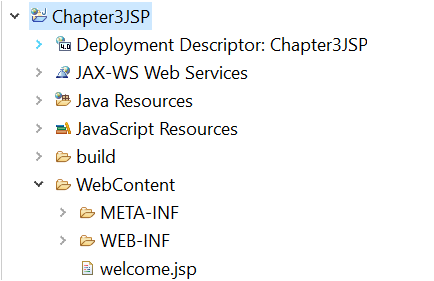 Chapter3JSP
Deployment Descriptor: Chapter3JSP
JAX-WS Web Services
Java Resources
JavaScript Resources
build
WebContent
META-INF
WEB-INF
welcome.jsp